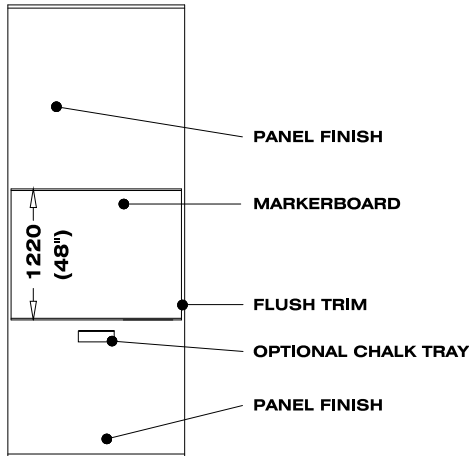 PANEL FINISH
MARKERBOARD
1220
(48")
FLUSH TRIM
OPTIONAL CHALK TRAY
PANEL FINISH